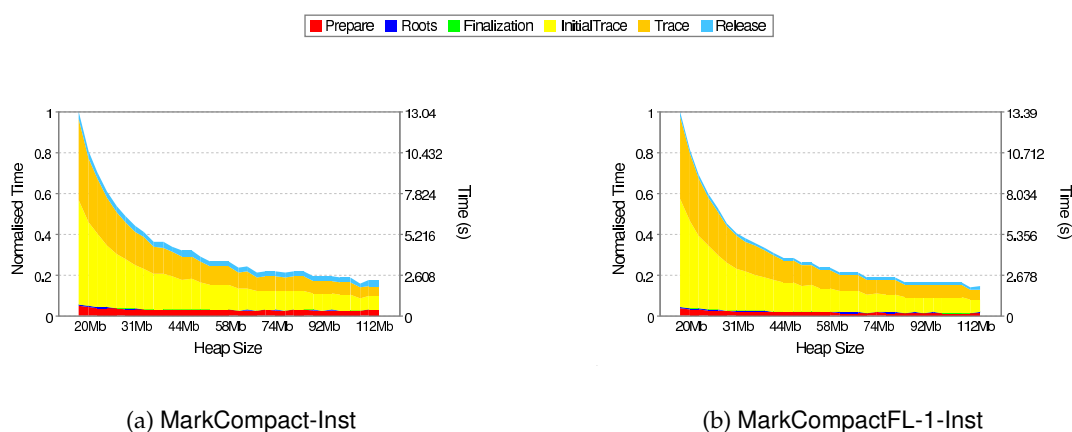 Prepare Roots Finalization InitialTrace Trace Release
1 13.04
0.8 10.432
0.6 7.824
0.4 5.216
0.2 2.608
0 0
Normalised Time
Time (s)
20Mb 31Mb 44Mb 58Mb 74Mb 92Mb 112Mb
Heap Size
(a) MarkCompact-Inst
1 13.39
0.8 10.712
0.6 8.034
0.4 5.356
0.2 2.678
0 0
Normalised Time
Time (s)
20Mb 31Mb 44Mb 58Mb 74Mb 92Mb 112Mb
Heap Size
(b) MarkCompactFL-1-Inst